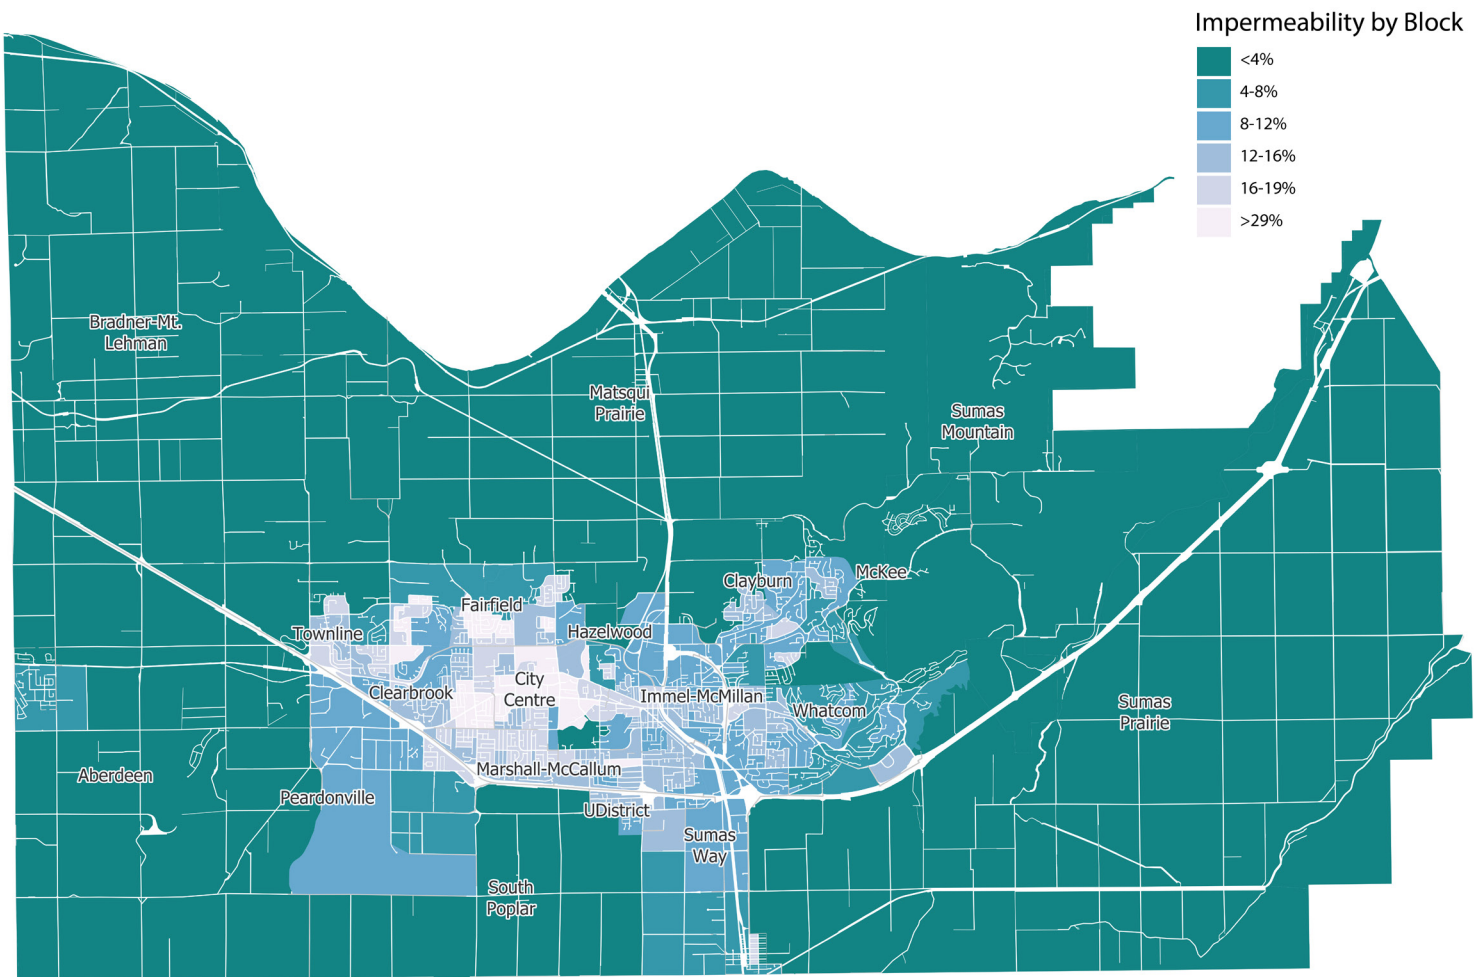 Impermeability by Block
<4%
4-8%
8-12%
12-16%
16-19%
>29%
Bradner-Mt.
Lehman
Matsqui
Prairie
Sumas
Mountain
Clayburn
McKee
Fairfield
Townline
Hazelwood
Clearbrook
City
Centre
Immel-McMillan
Whatcom
Sumas
Prairie
Aberdeen
Marshall-McCallum
Peardonville
UDistrict
Sumas
Way
South
Poplar